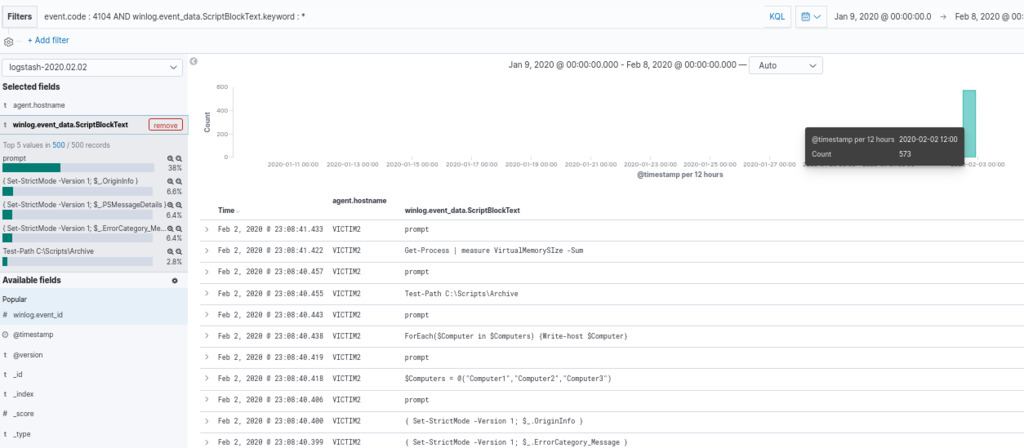 Filters
event.code : 4104 AND winlog.event_data.ScriptBlockText.keyword : *
KQL
Jan 9, 2020 @ 00:00:00.0
→
Feb 8, 2020 @ 00:
+ Add filter
logstash-2020.02.02
Selected fields
t agent.hostname
winlog.event_data.ScriptBlockText
remove
Top 5 values in 500 / 500 records
prompt
38%
{ Set-StrictMode -Version 1; $_.OriginInfo }
6.6%
{ Set-StrictMode -Version 1; $_.PSMessageDetails }
6.4%
{ Set-StrictMode -Version 1; $_.ErrorCategory_Me...
6.4%
Test-Path C:\Scripts\Archive
2.8%
Available fields
Popular
# winlog.event_id
@timestamp
t @version
t _id
t _index
# _score
t _type
Jan 9, 2020 @ 00:00:00.000 - Feb 8, 2020 @ 00:00:00.000 —
Auto
Count
600
400
200
0
2020-01-11 00:00
2020-01-13 00:00
2020-01-15 00:00
2020-01-17 00:00
2020-01-19 00:00
2020-01-21 00:00
2020-01-23 00:00
2020-01-25 00:00
2020-01-27 00:00
2020-02-03 00:00
@timestamp per 12 hours
@timestamp per 12 hours 2020-02-02 12:00
Count 573
Time agent.hostname winlog.event_data.ScriptBlockText
Feb 2, 2020 @ 23:08:41.433 VICTIM2 prompt
Feb 2, 2020 @ 23:08:41.422 VICTIM2 Get-Process | measure VirtualMemorySIze -Sum
Feb 2, 2020 @ 23:08:40.457 VICTIM2 prompt
Feb 2, 2020 @ 23:08:40.455 VICTIM2 Test-Path C:\Scripts\Archive
Feb 2, 2020 @ 23:08:40.443 VICTIM2 prompt
Feb 2, 2020 @ 23:08:40.438 VICTIM2 ForEach($Computer in $Computers) {Write-host $Computer}
Feb 2, 2020 @ 23:08:40.419 VICTIM2 prompt
Feb 2, 2020 @ 23:08:40.418 VICTIM2 $Computers = @("Computer1","Computer2","Computer3")
Feb 2, 2020 @ 23:08:40.406 VICTIM2 prompt
Feb 2, 2020 @ 23:08:40.400 VICTIM2 { Set-StrictMode -Version 1; $_.OriginInfo }
Feb 2, 2020 @ 23:08:40.399 VICTIM2 { Set-StrictMode -Version 1; $_.ErrorCategory_Message }